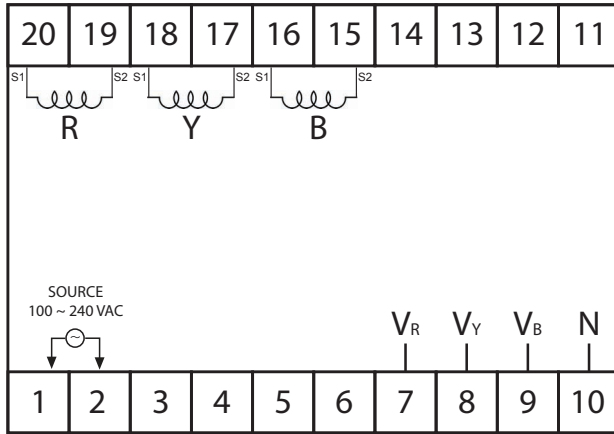 20 19 18 17 16 15 14 13 12 11
S1 S2 S1 S2 S1 S2
R Y B
SOURCE
100 ~ 240 VAC
~
VR VY VB N
1 2 3 4 5 6 7 8 9 10